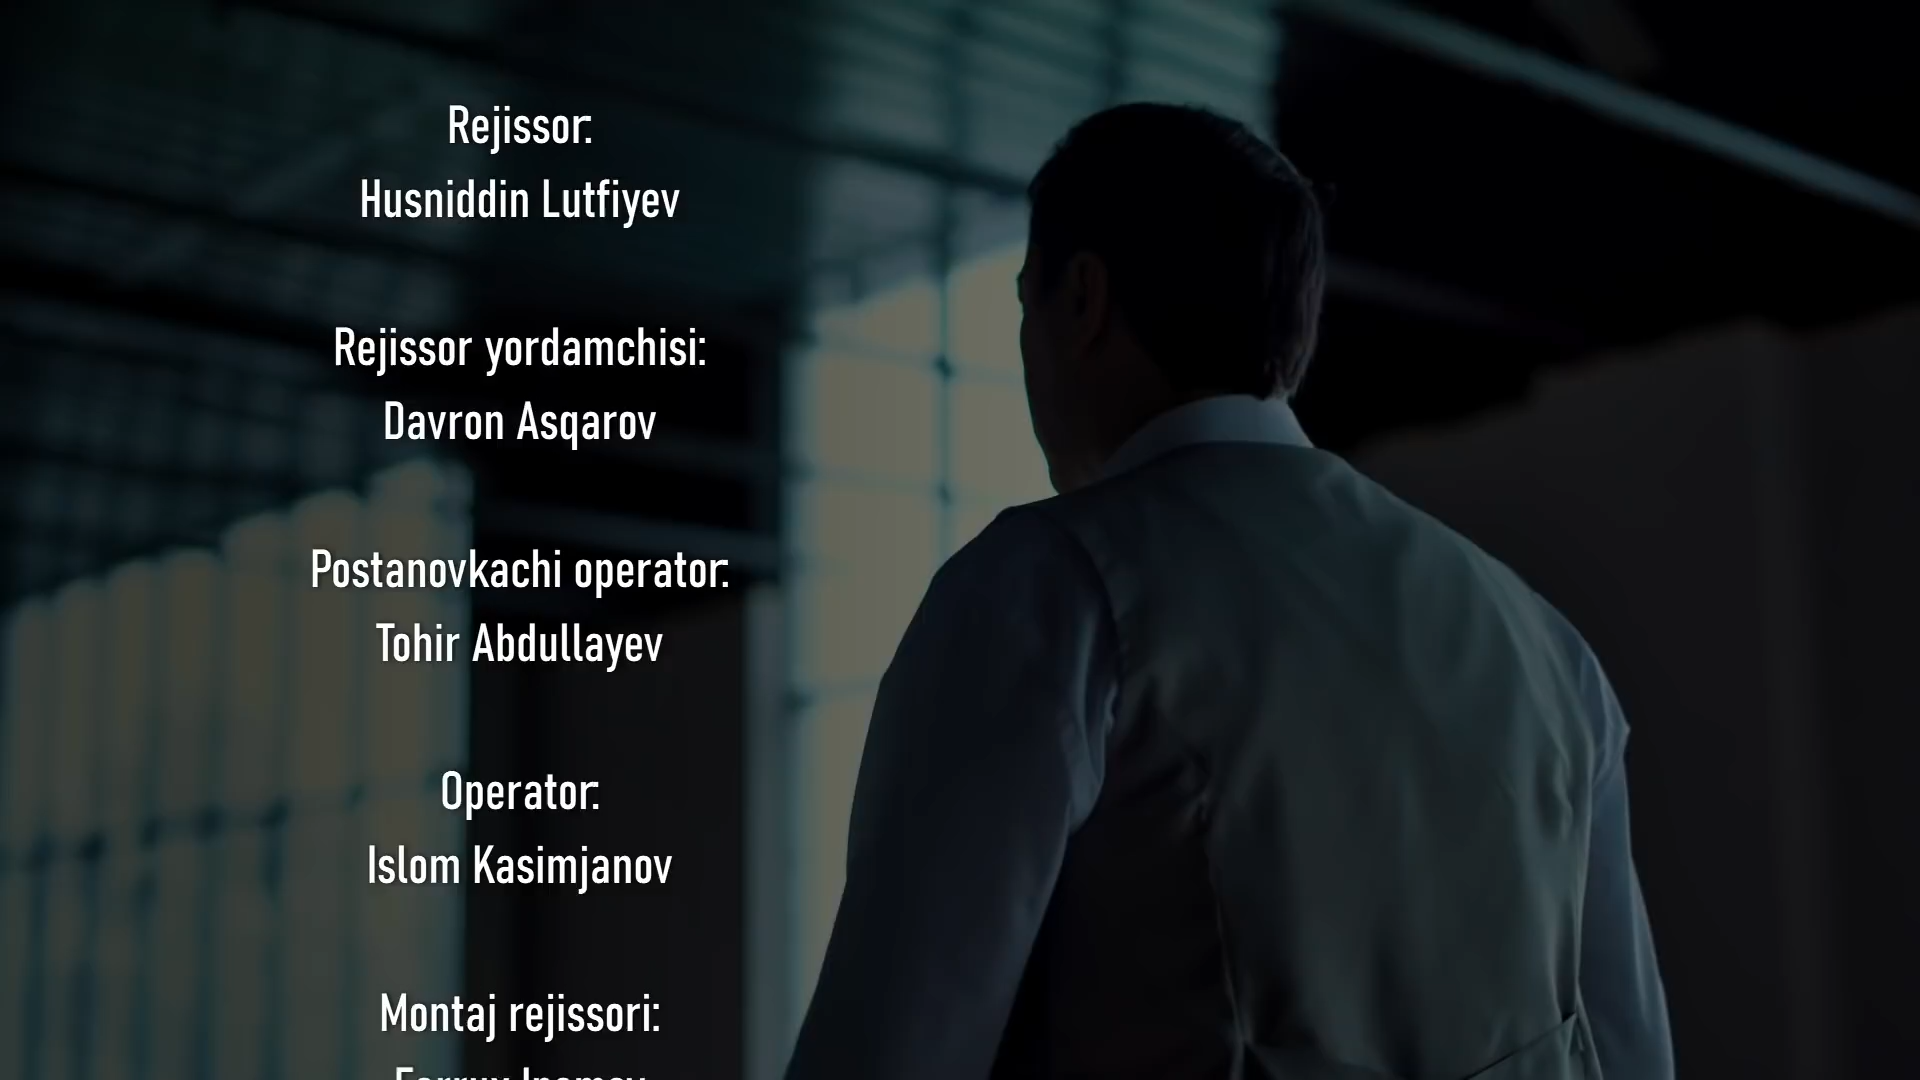 Rejissor:
Husniddin Lutfiyev
Rejissor yordamchisi:
Davron Asqarov
Postanovkachi operator:
Tohir Abdullayev
Operator:
Islom Kasimjanov
Montaj rejissori: